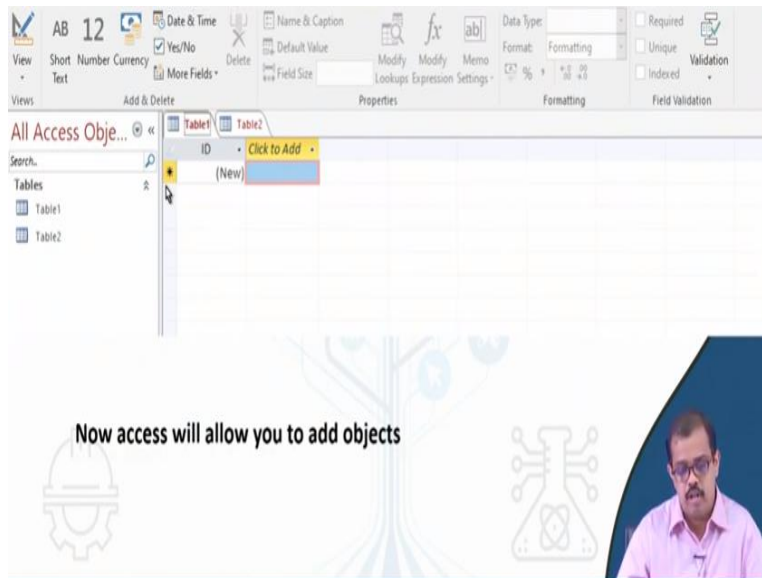 View
Views
AB
Short
Text
12
Number
Currency
Date & Time
Yes/No
More Fields
Delete
Add & Delete
Name & Caption
Default Value
Field Size
Modify
Lookups
fx
Modify
Expression
ab|
Memo
Settings
Properties
Data Type:
Format: Formatting
%
Formatting
Required
Unique
Indexed
Validation
Field Validation
All Access Obje...
Search..
Tables
Table1
Table2
Table1 Table2
ID Click to Add
(New)
Now access will allow you to add objects